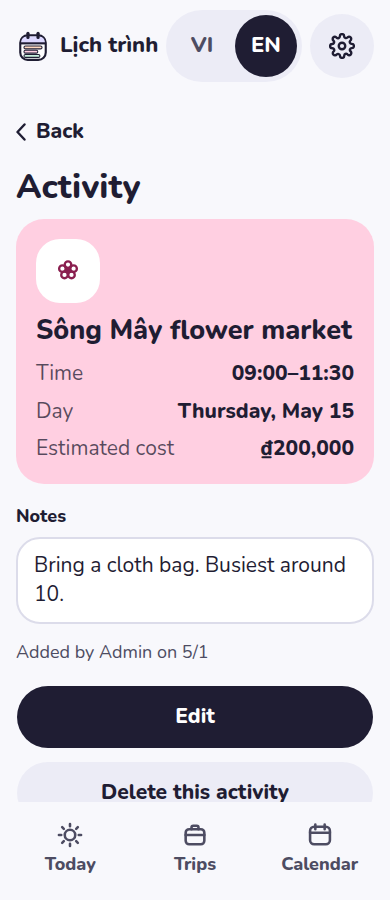 Lịch trình
VI
EN
Back
Activity
Sông Mây flower market
Time
09:00–11:30
Day
Thursday, May 15
Estimated cost
₫200,000
Notes
Bring a cloth bag. Busiest around
10.
Added by Admin on 5/1
Edit
Delete this activity
Today
Trips
Calendar